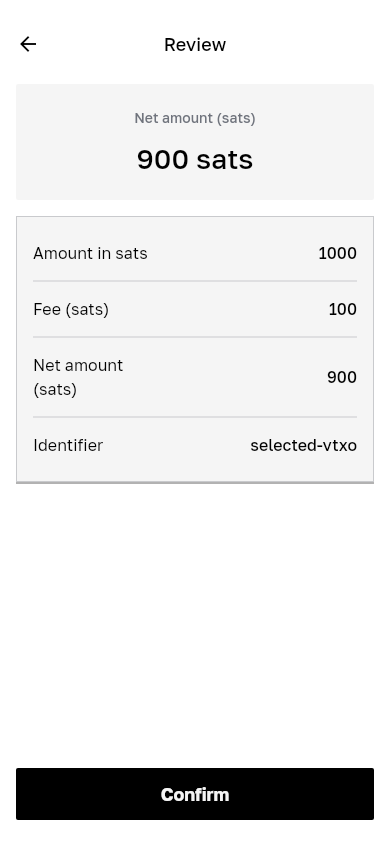 Review
Net amount (sats)
900 sats
Amount in sats 1000
Fee (sats) 100
Net amount
(sats) 900
Identifier selected-vtxo
Confirm